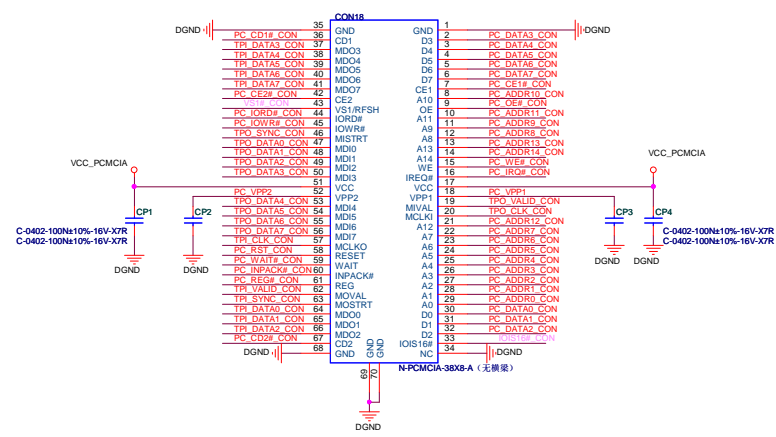 CON18
DGND 35 GND GND 1 DGND
PC_CD1#_CON 36 CD1 D3 2 PC_DATA3_CON
TPI_DATA3_CON 37 MDO3 D4 3 PC_DATA4_CON
TPI_DATA4_CON 38 MDO4 D5 4 PC_DATA5_CON
TPI_DATA5_CON 39 MDO5 D6 5 PC_DATA6_CON
TPI_DATA6_CON 40 MDO6 D7 6 PC_DATA7_CON
TPI_DATA7_CON 41 MDO7 CE1 7 PC_CE1#_CON
PC_CE2#_CON 42 CE2 A10 8 PC_ADDR10_CON
VS1#_CON 43 VS1/RFSH OE 9 PC_OE#_CON
PC_IORD#_CON 44 IORD# A11 10 PC_ADDR11_CON
PC_IOWR#_CON 45 IOWR# A9 11 PC_ADDR9_CON
TPO_SYNC_CON 46 MISTRT A8 12 PC_ADDR8_CON
TPO_DATA0_CON 47 MDI0 A13 13 PC_ADDR13_CON
TPO_DATA1_CON 48 MDI1 A14 14 PC_ADDR14_CON
TPO_DATA2_CON 49 MDI2 WE 15 PC_WE#_CON
TPO_DATA3_CON 50 MDI3 IREQ# 16 PC_IRQ#_CON
VCC_PCMCIA 51 VCC VCC 17 VCC_PCMCIA
PC_VPP2 52 VPP2 VPP1 18 PC_VPP1
TPO_DATA4_CON 53 MDI4 MIVAL 19 TPO_VALID_CON
TPO_DATA5_CON 54 MDI5 MCLKI 20 TPO_CLK_CON
TPO_DATA6_CON 55 MDI6 A12 21 PC_ADDR12_CON
TPO_DATA7_CON 56 MDI7 A7 22 PC_ADDR7_CON
TPI_CLK_CON 57 MCLKO A6 23 PC_ADDR6_CON
PC_RST_CON 58 RESET A5 24 PC_ADDR5_CON
PC_WAIT#_CON 59 WAIT A4 25 PC_ADDR4_CON
PC_INPACK#_CON 60 INPACK# A3 26 PC_ADDR3_CON
PC_REG#_CON 61 REG A2 27 PC_ADDR2_CON
TPI_VALID_CON 62 MOVAL A1 28 PC_ADDR1_CON
TPI_SYNC_CON 63 MOSTRT A0 29 PC_ADDR0_CON
TPI_DATA0_CON 64 MDO0 D0 30 PC_DATA0_CON
TPI_DATA1_CON 65 MDO1 D1 31 PC_DATA1_CON
TPI_DATA2_CON 66 MDO2 D2 32 PC_DATA2_CON
PC_CD2#_CON 67 CD2 IOIS16# 33 IOIS16#_CON
DGND 68 GND NC 34 DGND
CP1
C-0402-100N±10%-16V-X7R
C-0402-100N±10%-16V-X7R
DGND
CP2
DGND
CP3
DGND
CP4
C-0402-100N±10%-16V-X7R
C-0402-100N±10%-16V-X7R
DGND
GND GND
69 70
N-PCMCIA-38X8-A（无横梁）
DGND